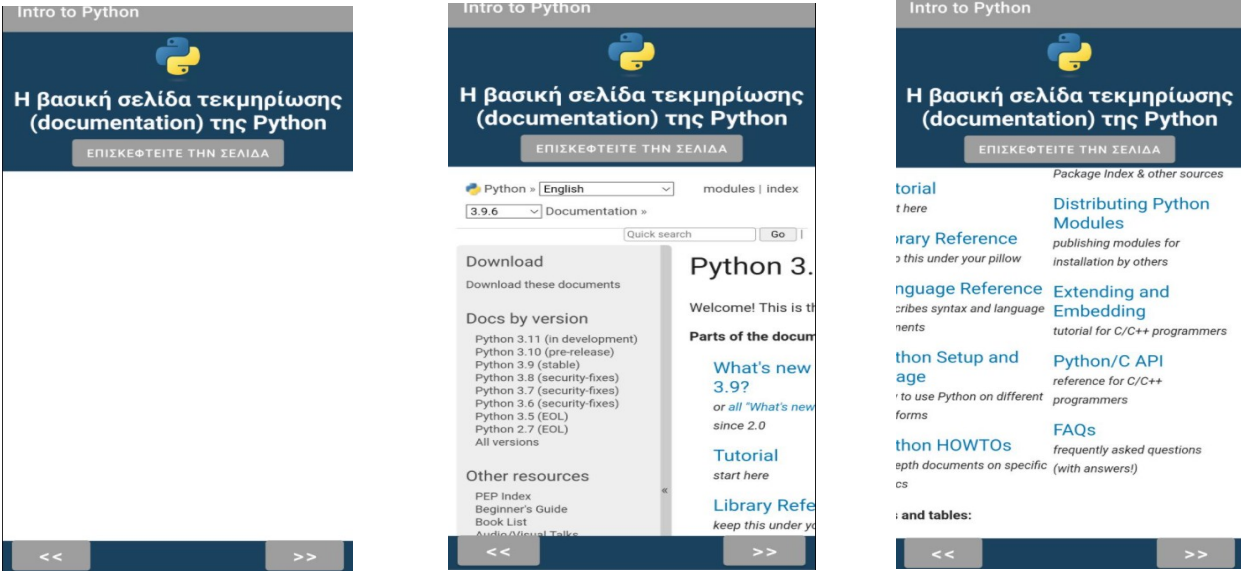 Intro to Python
Η βασική σελίδα τεκμηρίωσης
(documentation) της Python
ΕΠΙΣΚΕΦΤΕΙΤΕ ΤΗΝ ΣΕΛΙΔΑ
<<
>>
Intro to Python
Η βασική σελίδα τεκμηρίωσης
(documentation) της Python
ΕΠΙΣΚΕΦΤΕΙΤΕ ΤΗΝ ΣΕΛΙΔΑ
Python » English modules | index
3.9.6 Documentation »
Quick search Go |
Download
Download these documents
Docs by version
Python 3.11 (in development)
Python 3.10 (pre-release)
Python 3.9 (stable)
Python 3.8 (security-fixes)
Python 3.7 (security-fixes)
Python 3.6 (security-fixes)
Python 3.5 (EOL)
Python 2.7 (EOL)
All versions
Other resources
PEP Index
Beginner's Guide
Book List
Audio/Visual Talks
«
Python 3.
Welcome! This is th
Parts of the docum
What's new
3.9?
or all "What's new
since 2.0
Tutorial
start here
Library Refe
keep this under yo
<<
>>
Intro to Python
Η βασική σελίδα τεκμηρίωσης
(documentation) της Python
ΕΠΙΣΚΕΦΤΕΙΤΕ ΤΗΝ ΣΕΛΙΔΑ
torial
t here
rary Reference
this under your pillow
nguage Reference
cribes syntax and language
nents
thon Setup and
age
to use Python on different
forms
thon HOWTOs
epth documents on specific
cs
and tables:
Package Index & other sources
Distributing Python
Modules
publishing modules for
installation by others
Extending and
Embedding
tutorial for C/C++ programmers
Python/C API
reference for C/C++
programmers
FAQs
frequently asked questions
(with answers!)
<<
>>